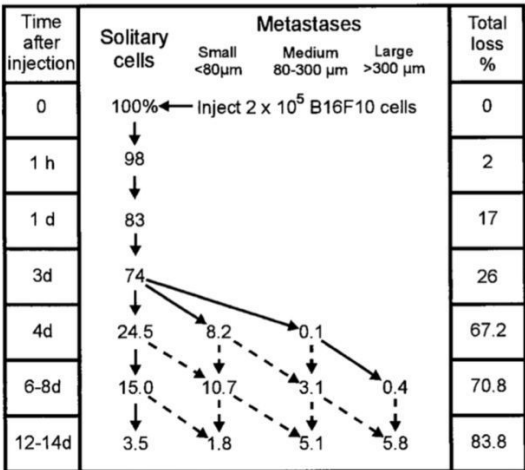 Time after injection Solitary cells Metastases Total loss %
Small <80µm Medium 80-300 µm Large >300 µm
0 100% Inject 2 x 10⁵ B16F10 cells 0
1 h 98 2
1 d 83 17
3d 74 26
4d 24.5 8.2 0.1 67.2
6-8d 15.0 10.7 3.1 0.4 70.8
12-14d 3.5 1.8 5.1 5.8 83.8